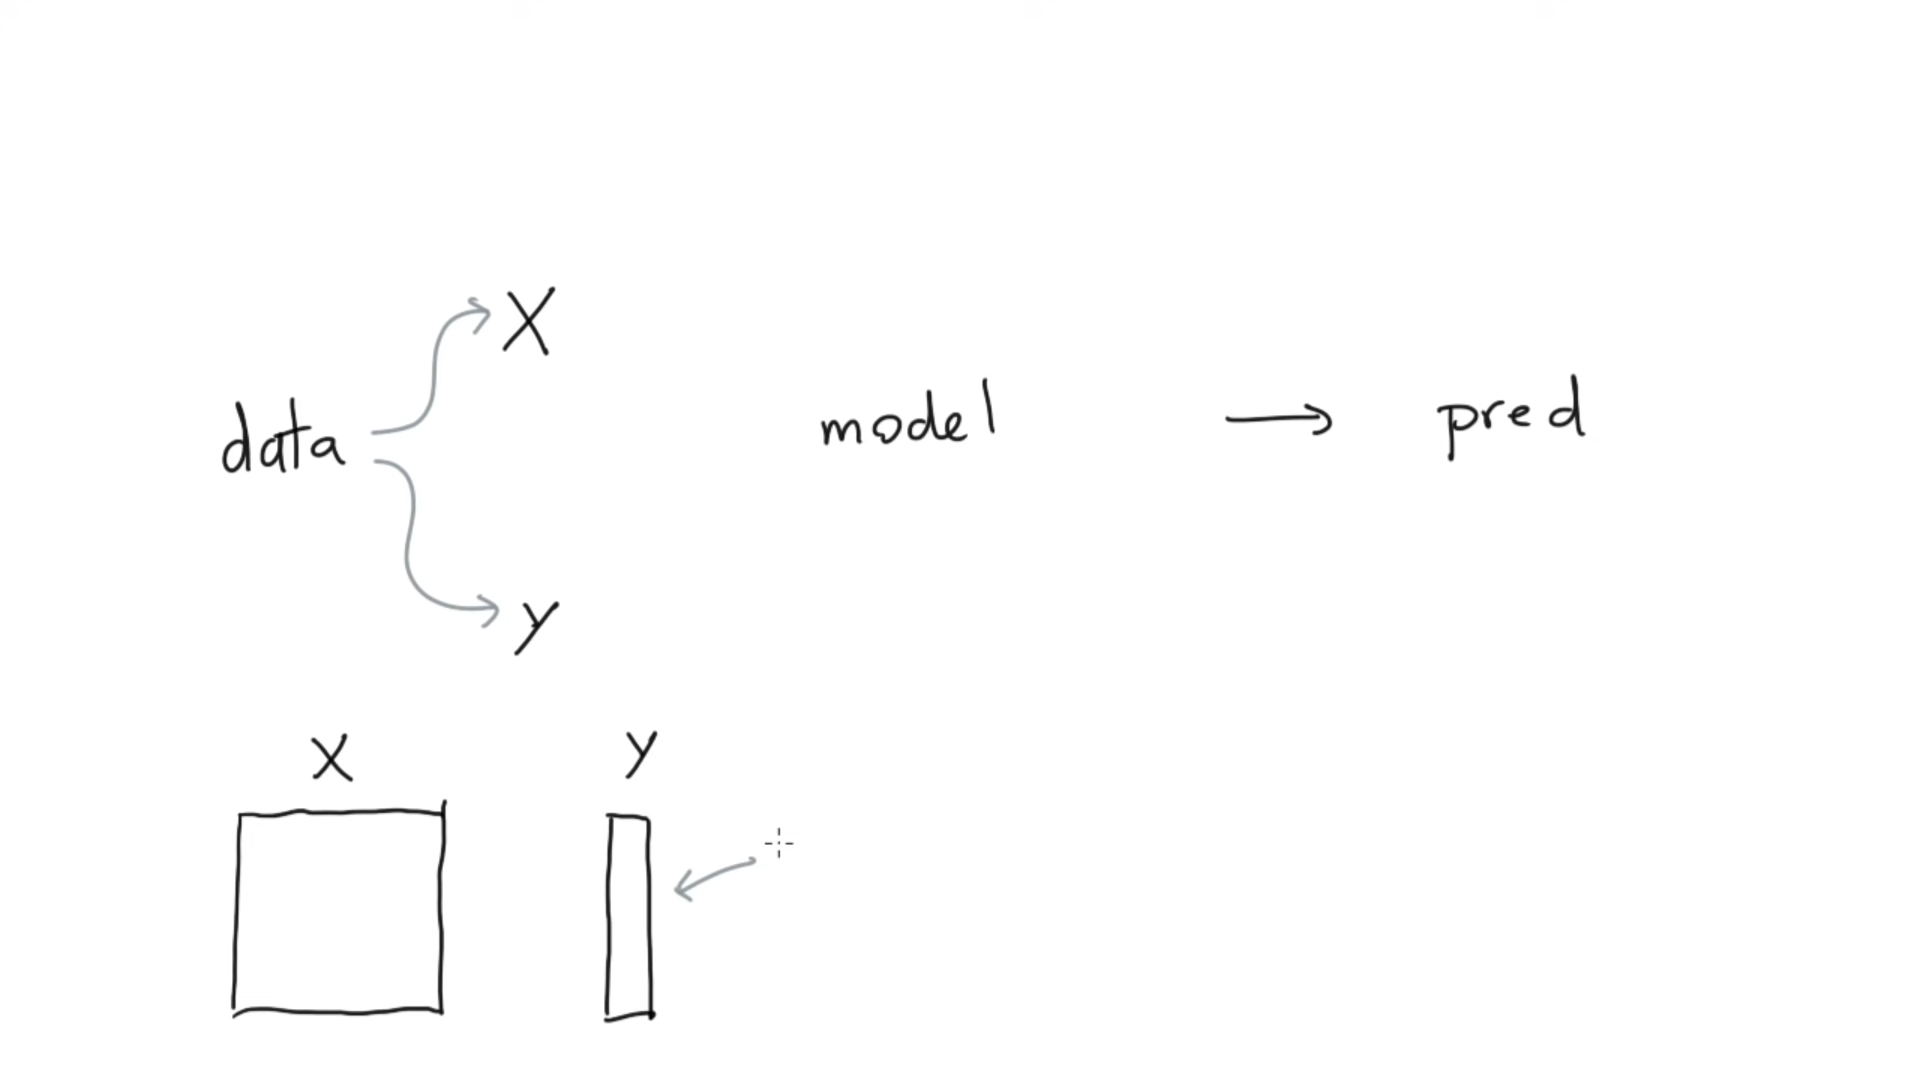 X
data
model → pred
y
X y